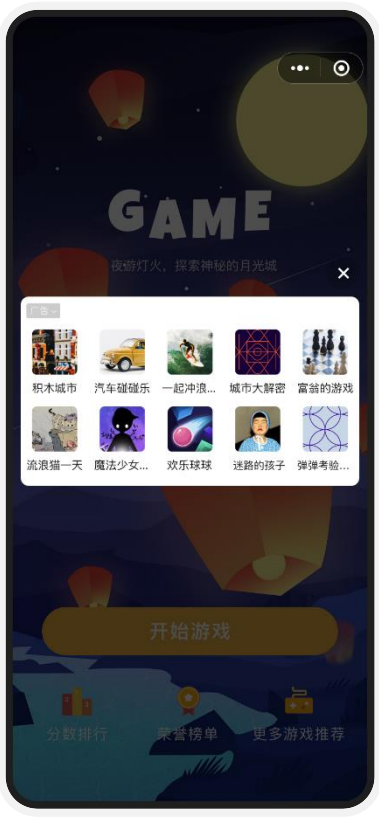 GAME
夜游灯火，探索神秘的月光城
广告
积木城市 汽车碰碰乐 一起冲浪... 城市大解密 富翁的游戏
流浪猫一天 魔法少女... 欢乐球球 迷路的孩子 弹弹考验...
开始游戏
分数排行 荣誉榜单 更多游戏推荐